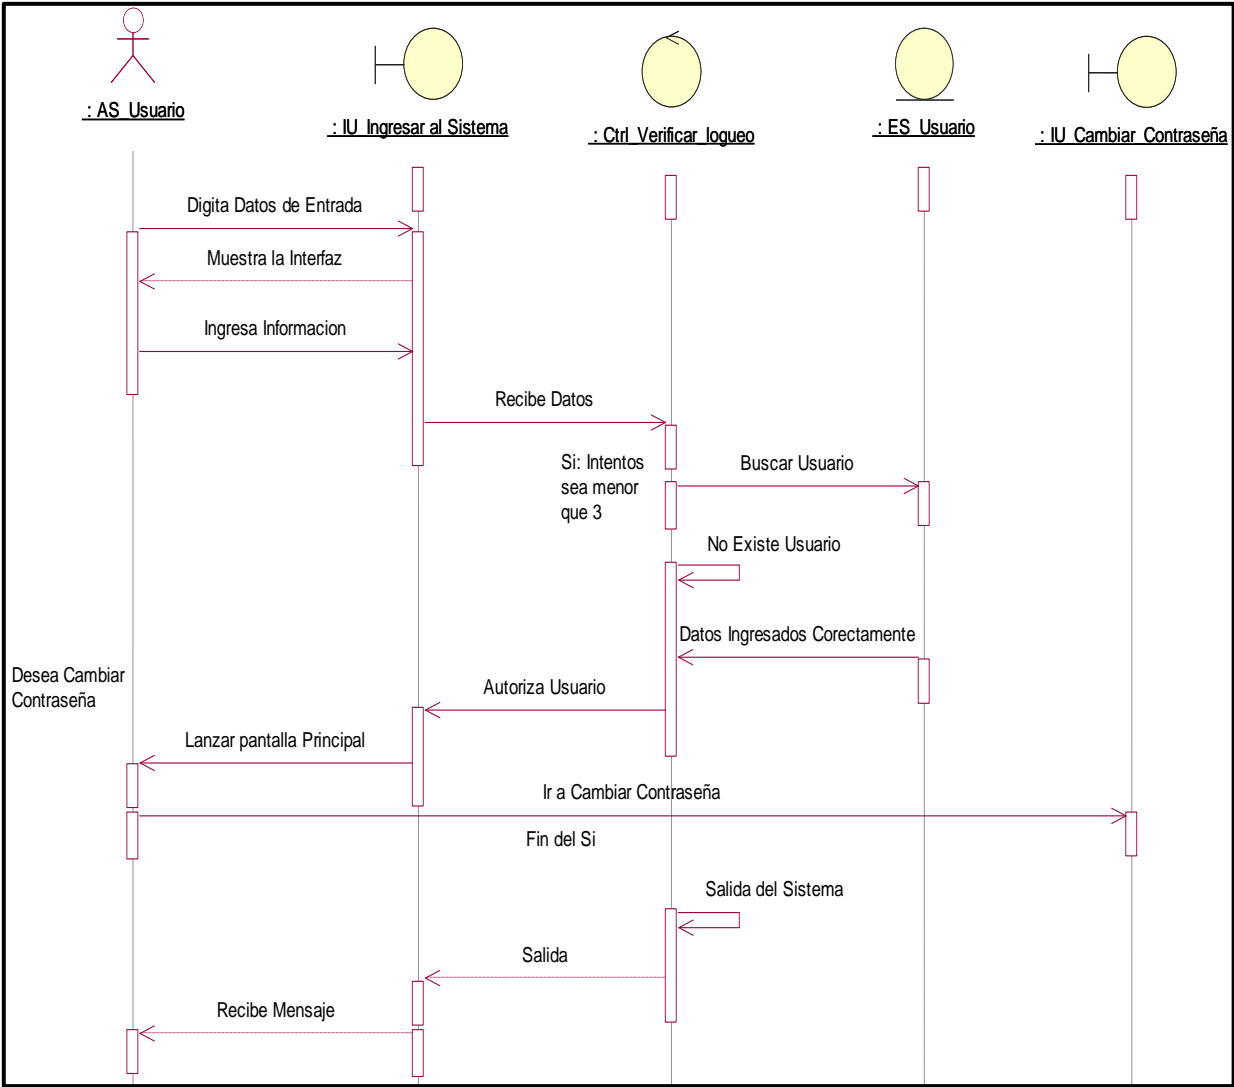 : AS_Usuario
: IU_Ingresar al Sistema
: Ctrl_Verificar_logueo
: ES_Usuario
: IU_Cambiar_Contraseña
Digita Datos de Entrada
Muestra la Interfaz
Ingresa Informacion
Recibe Datos
Si: Intentos
sea menor
que 3
Buscar Usuario
No Existe Usuario
Datos Ingresados Corectamente
Desea Cambiar
Contraseña
Autoriza Usuario
Lanzar pantalla Principal
Ir a Cambiar Contraseña
Fin del Si
Salida del Sistema
Salida
Recibe Mensaje